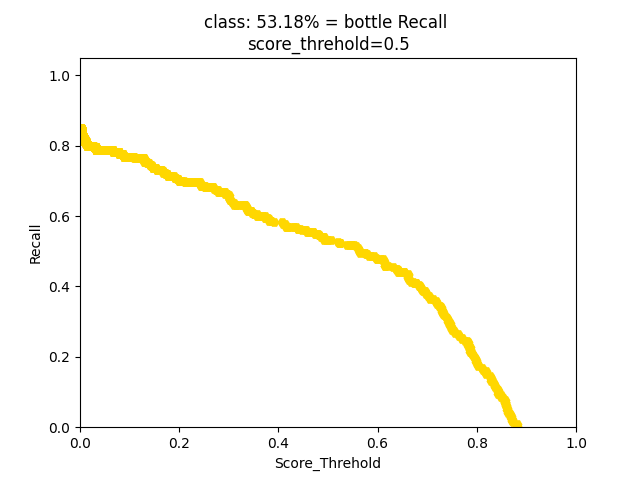 class: 53.18% = bottle Recall
score_threhold=0.5
1.0
0.8
0.6
0.4
0.2
0.0
Recall
0.0 0.2 0.4 0.6 0.8 1.0
Score_Threhold